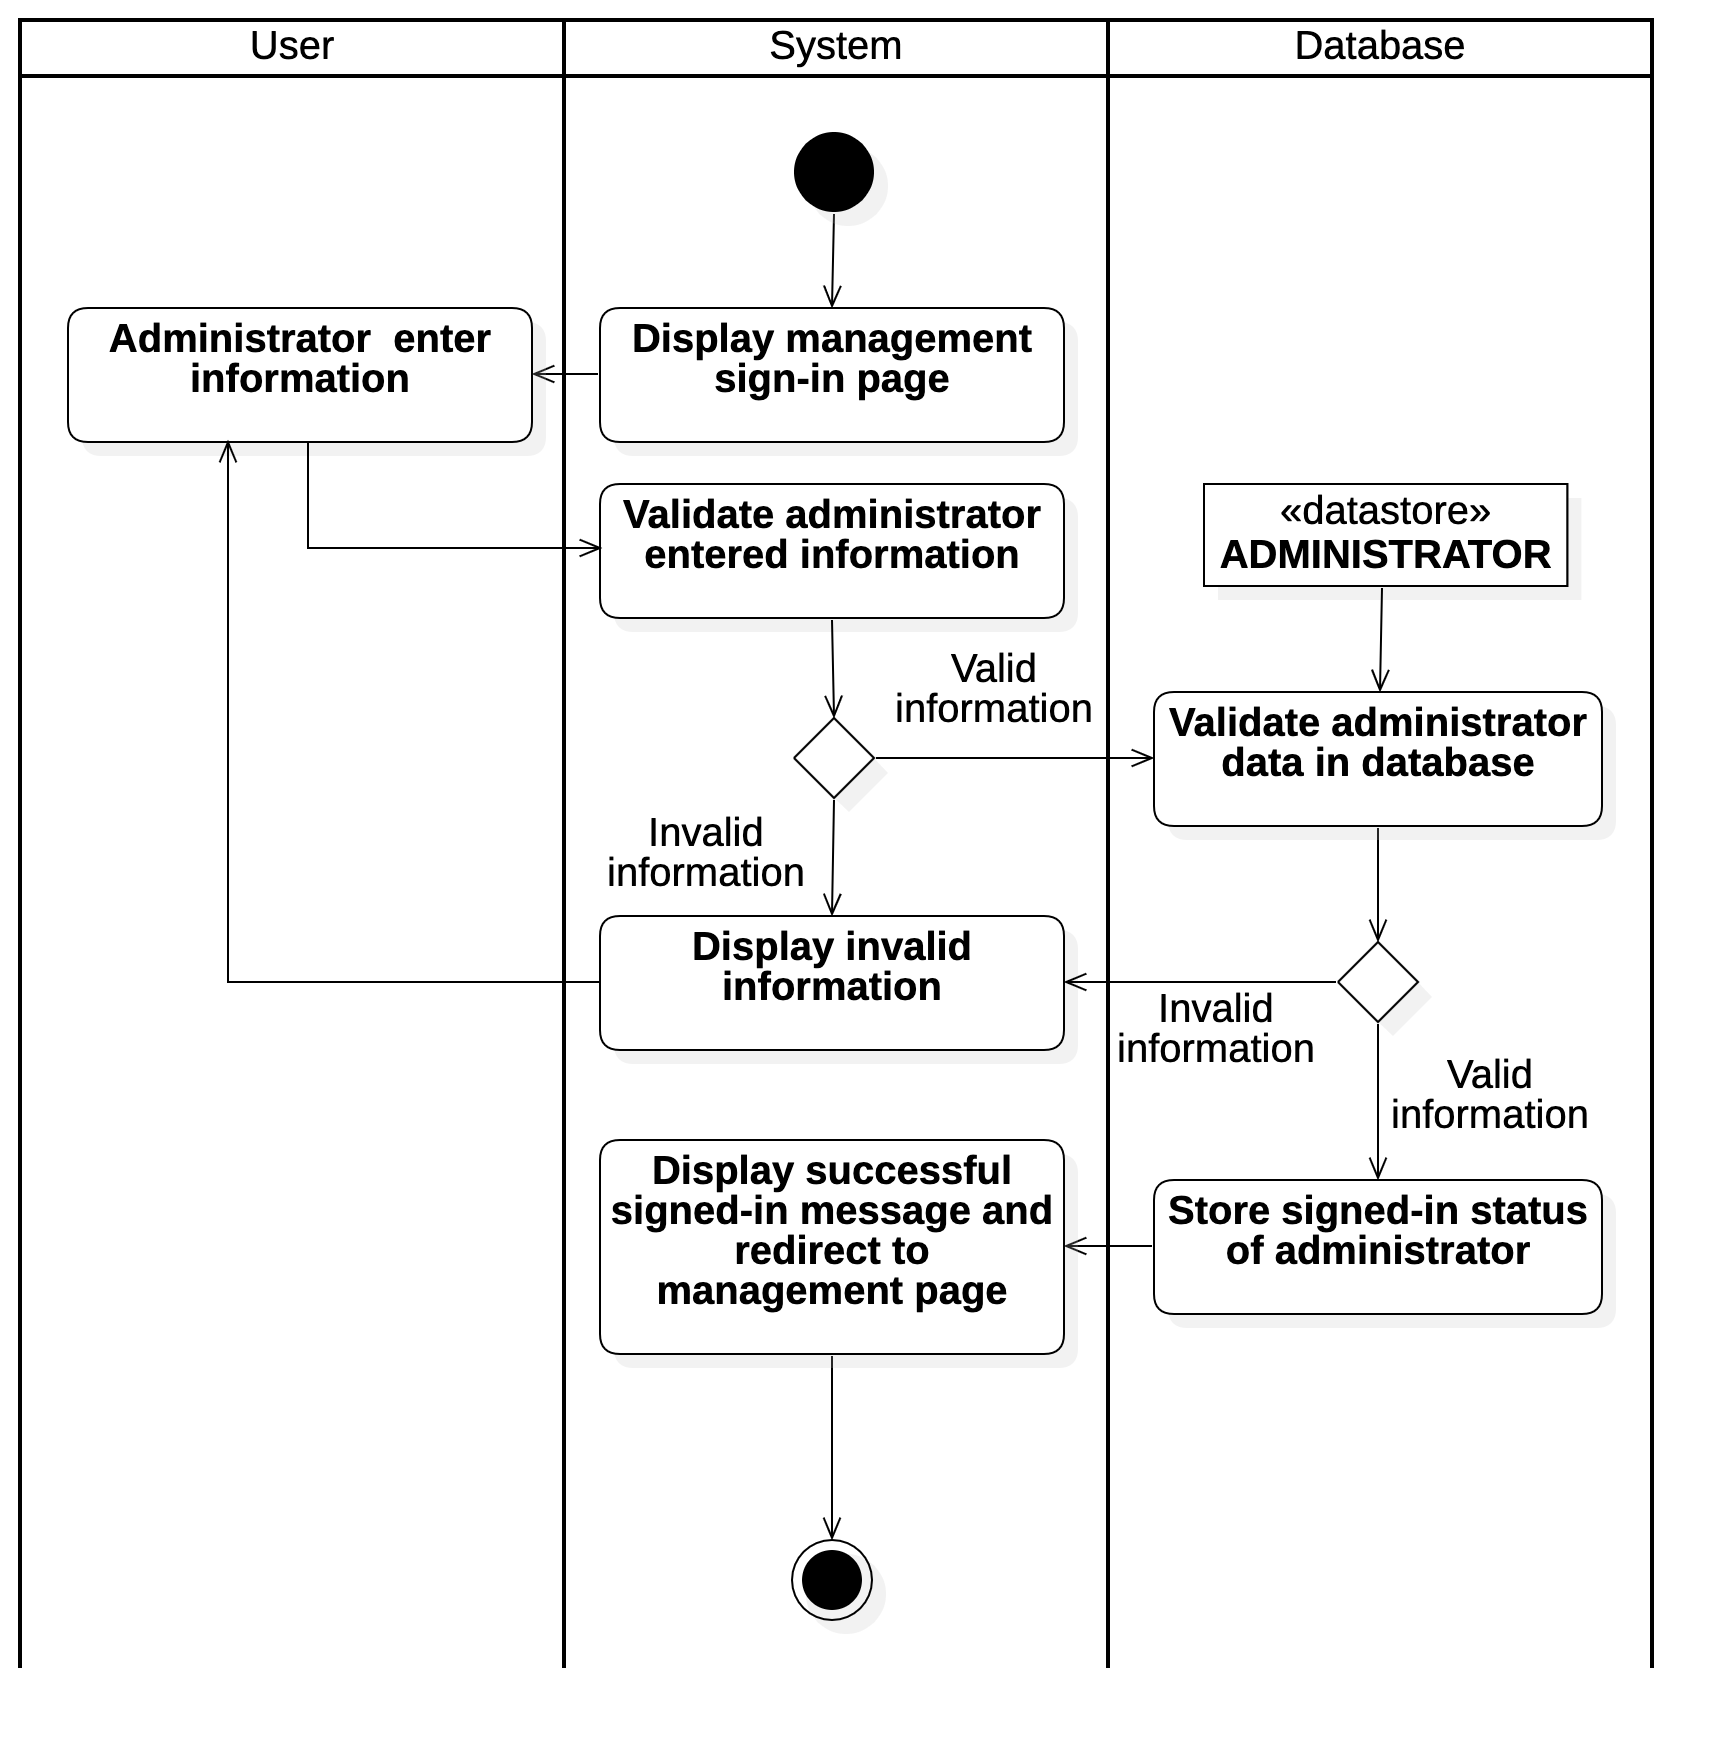 User
System
Database
Administrator  enter
information
Display management
sign-in page
Validate administrator
entered information
«datastore»
ADMINISTRATOR
Valid
information
Validate administrator
data in database
Invalid
information
Display invalid
information
Invalid
information
Valid
information
Display successful
signed-in message and
redirect to
management page
Store signed-in status
of administrator